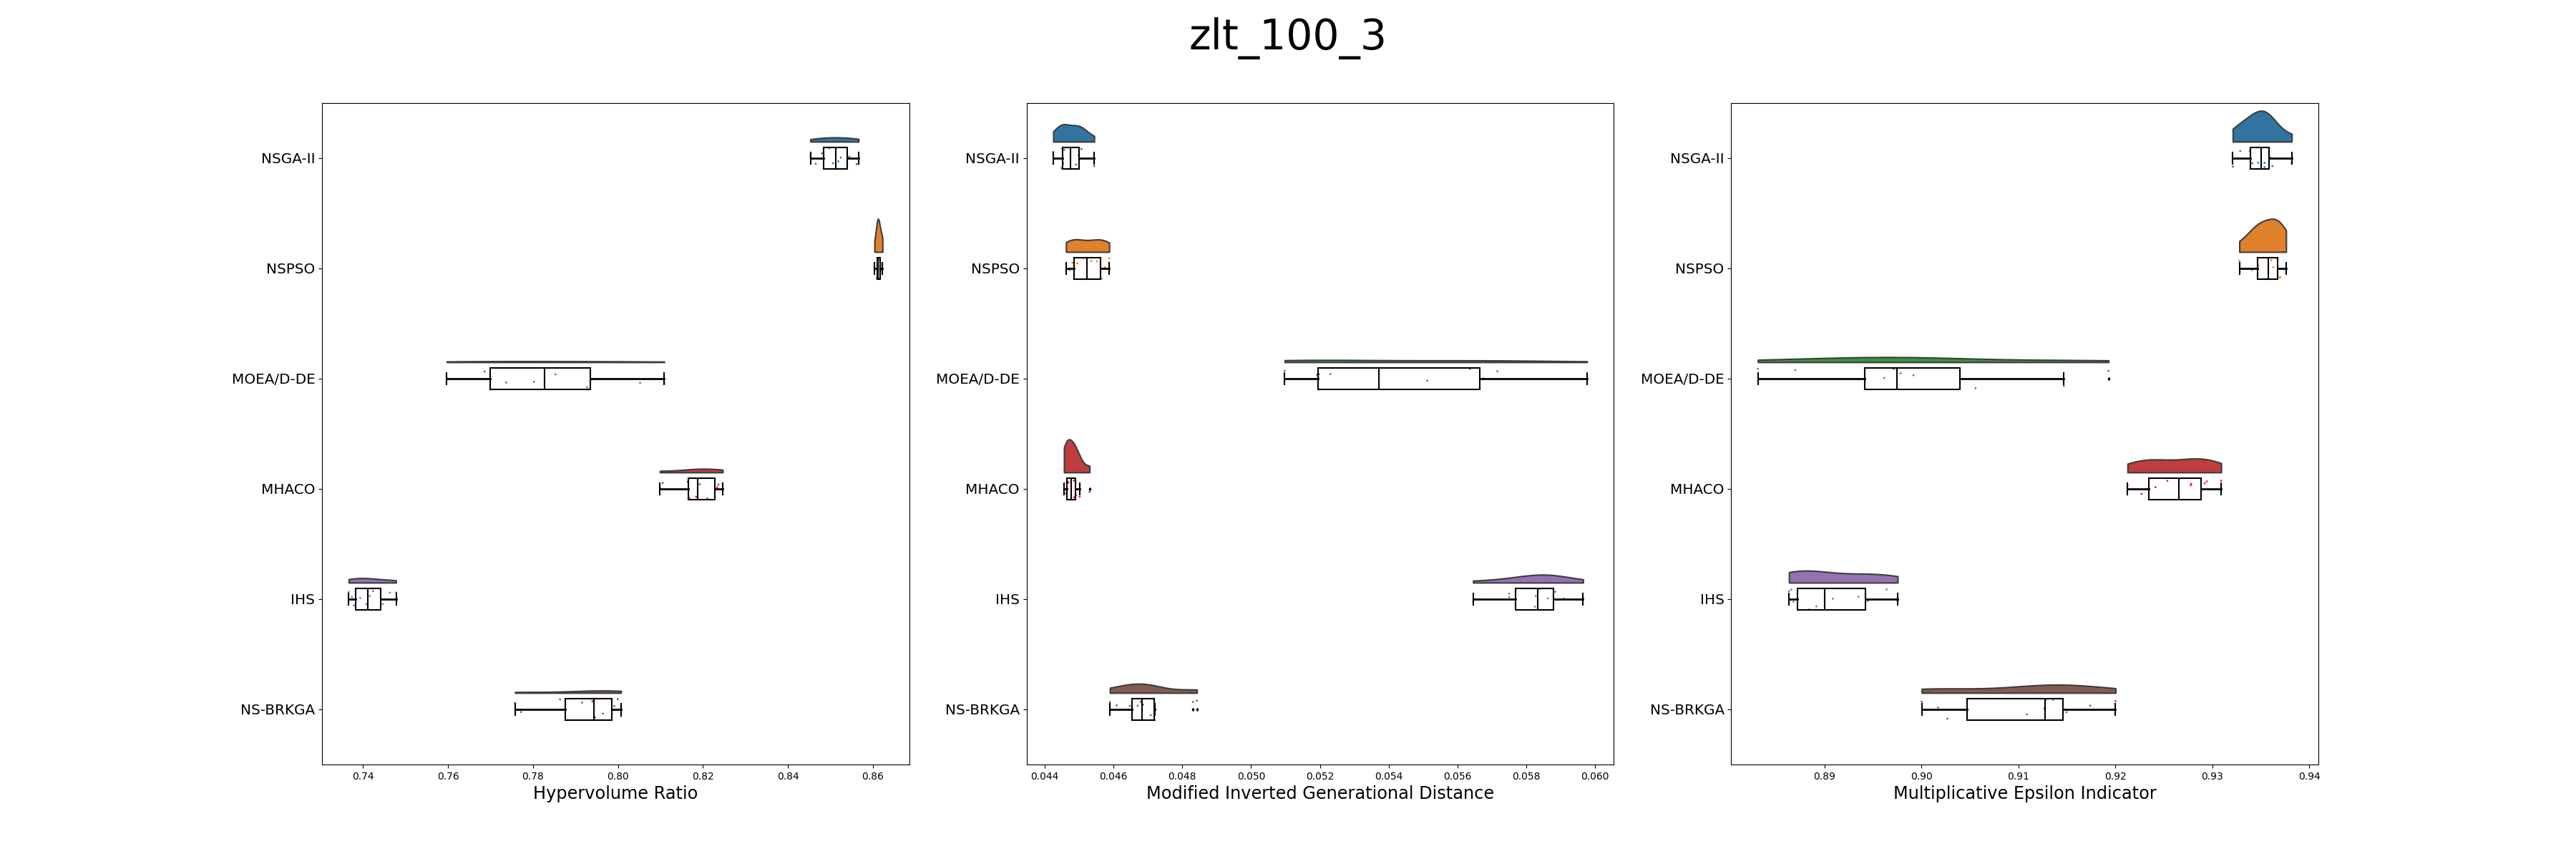 zlt_100_3
NSGA-II
NSPSO
MOEA/D-DE
MHACO
IHS
NS-BRKGA
0.74 0.76 0.78 0.80 0.82 0.84 0.86
Hypervolume Ratio
NSGA-II
NSPSO
MOEA/D-DE
MHACO
IHS
NS-BRKGA
0.044 0.046 0.048 0.050 0.052 0.054 0.056 0.058 0.060
Modified Inverted Generational Distance
NSGA-II
NSPSO
MOEA/D-DE
MHACO
IHS
NS-BRKGA
0.89 0.90 0.91 0.92 0.93 0.94
Multiplicative Epsilon Indicator